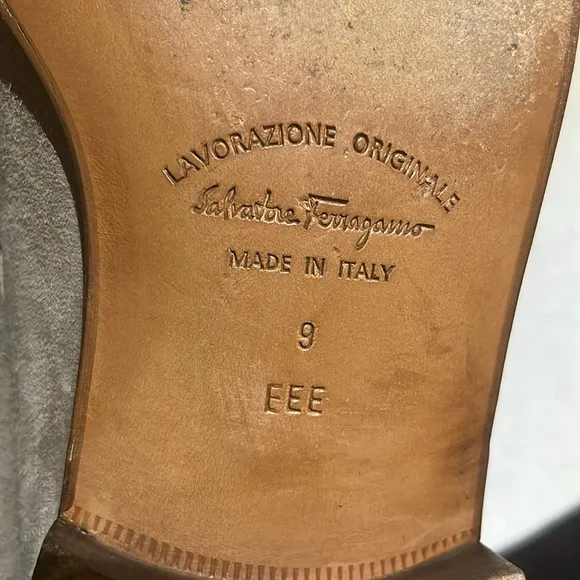 LAVORAZIONE ORIGINALE
Salvatore Ferragamo
MADE IN ITALY
9
EEE